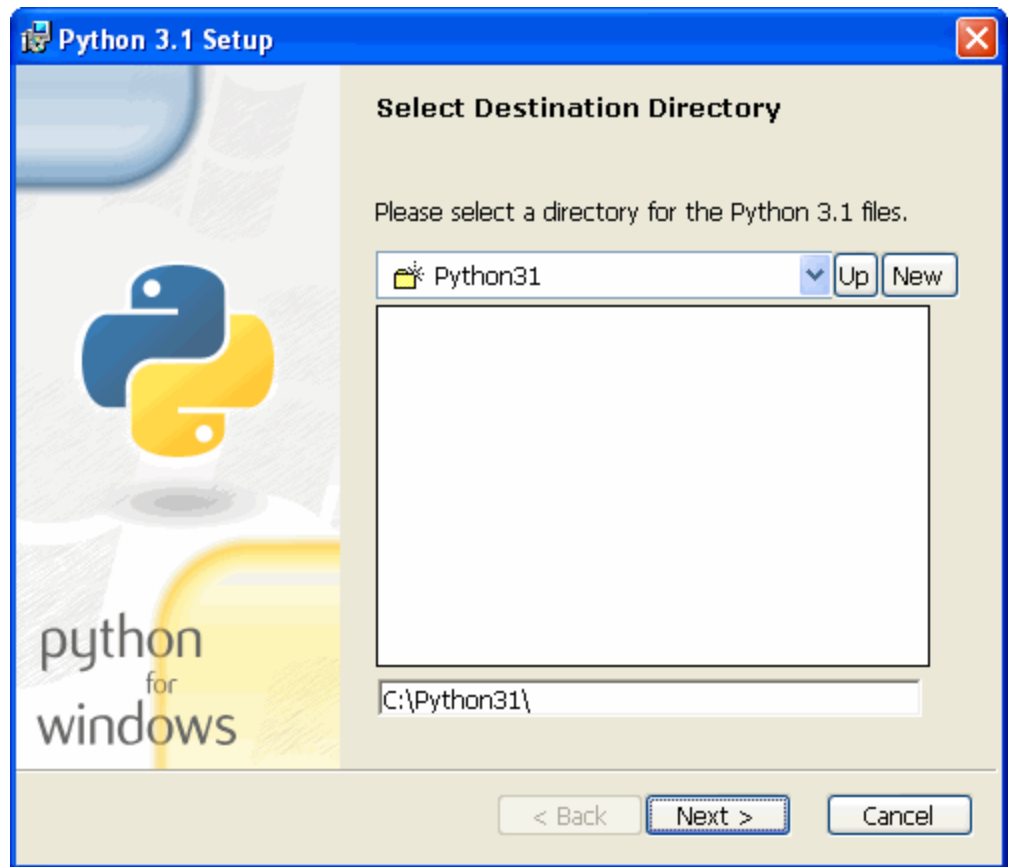 Python 3.1 Setup
Select Destination Directory
Please select a directory for the Python 3.1 files.
Python31 Up New
C:\Python31\
python
for
windows
< Back Next > Cancel